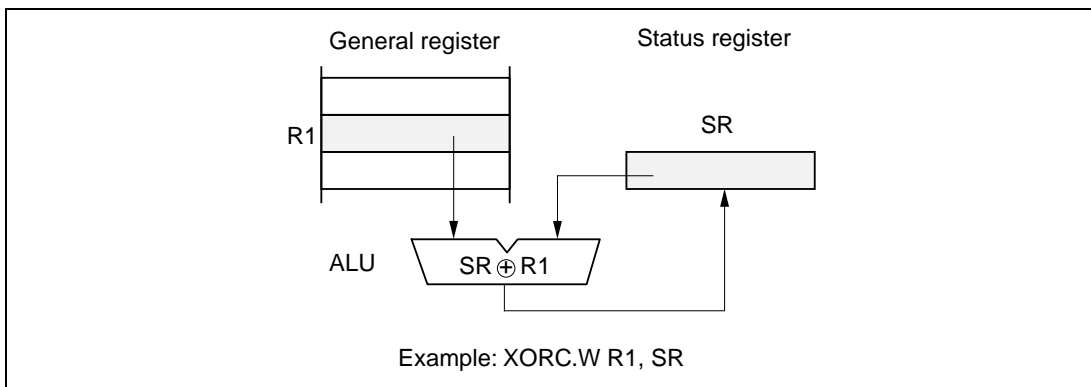 General register
Status register
R1
SR
ALU
SR ⊕ R1
Example: XORC.W R1, SR